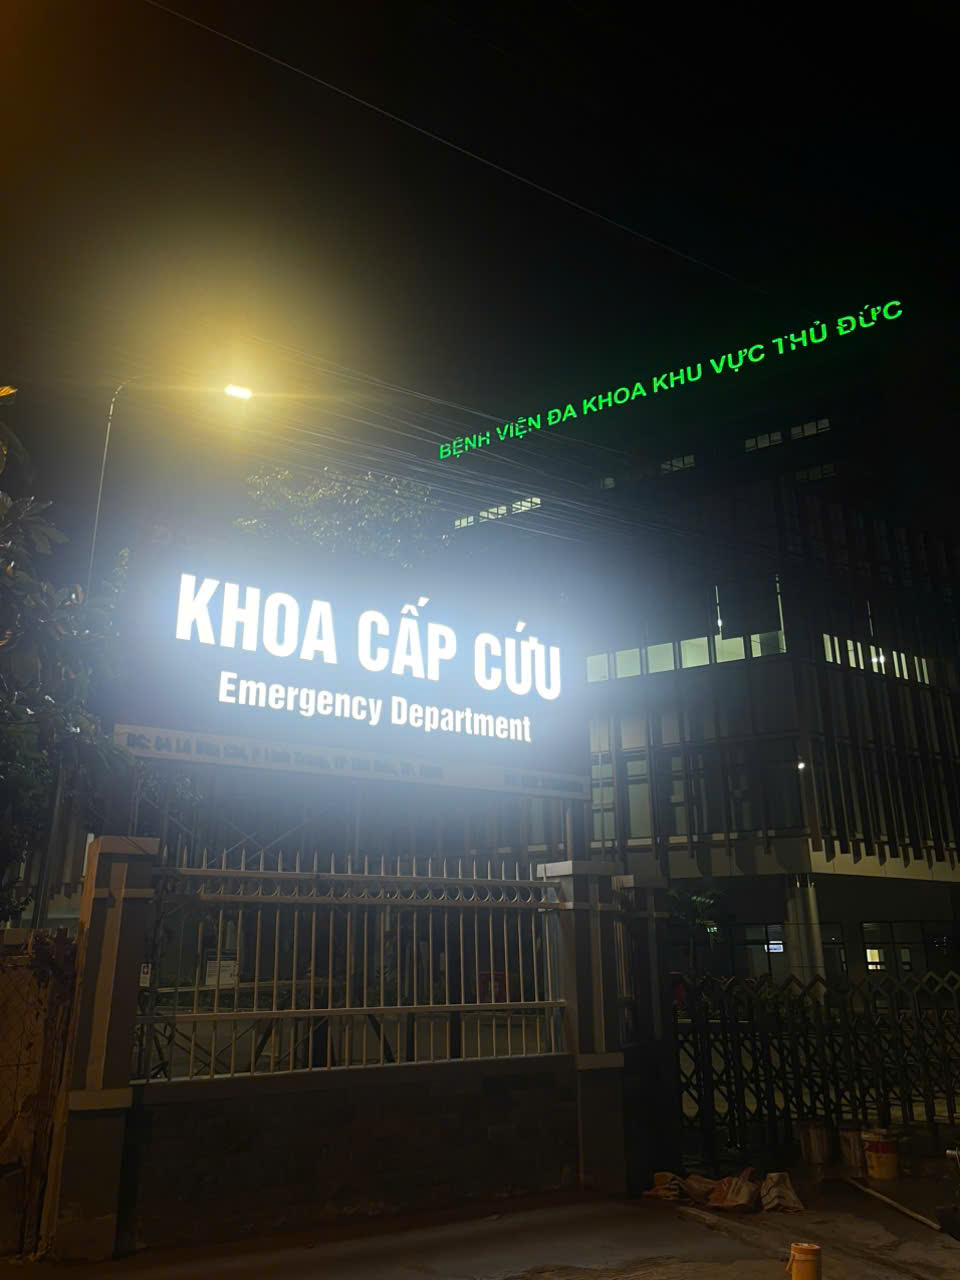 BỆNH VIỆN ĐA KHOA KHU VỰC THỦ ĐỨC
KHOA CẤP CỨU
Emergency Department